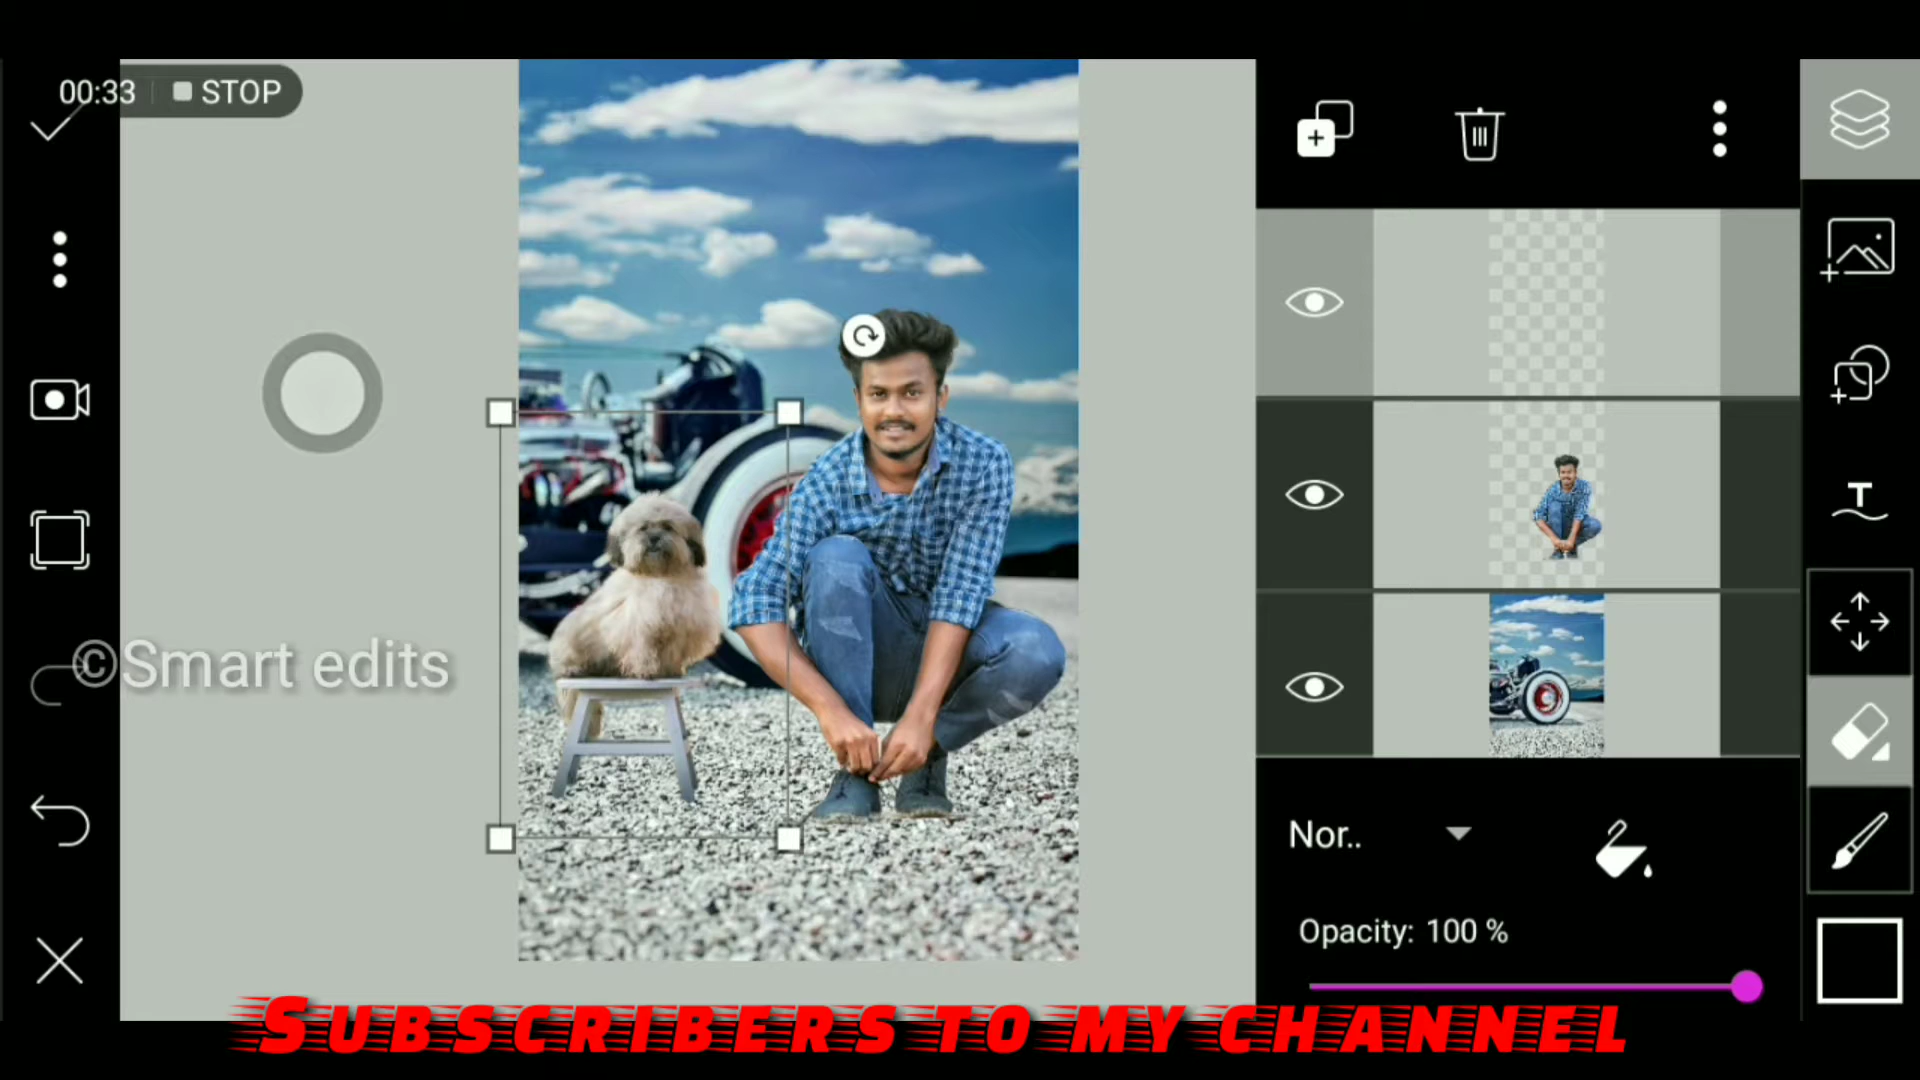 00:33 STOP
T
©Smart edits
Nor..
Opacity: 100 %
SUBSCRIBERS TO MY CHANNEL